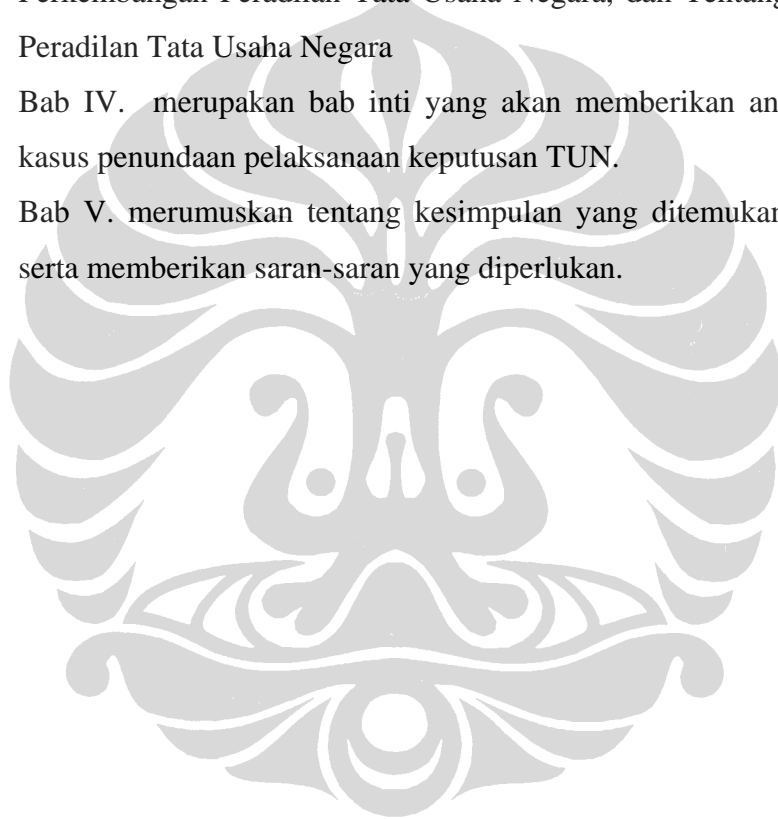 Perkembangan Peradilan Tata Usaha Negara, dan Tentang
Peradilan Tata Usaha Negara
Bab IV. merupakan bab inti yang akan memberikan an
kasus penundaan pelaksanaan keputusan TUN.
Bab V. merumuskan tentang kesimpulan yang ditemukan
serta memberikan saran-saran yang diperlukan.